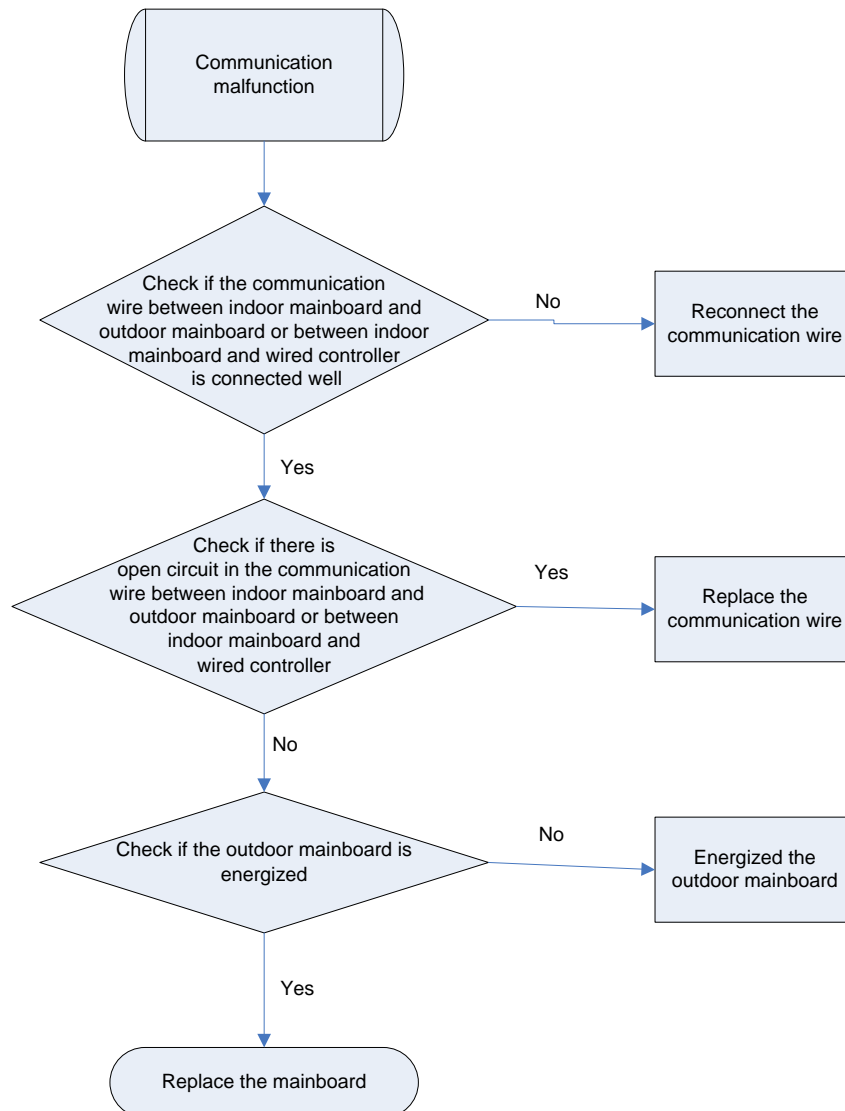 Communication
malfunction
Check if the communication
wire between indoor mainboard and
outdoor mainboard or between indoor
mainboard and wired controller
is connected well
No
Reconnect the
communication wire
Yes
Check if there is
open circuit in the communication
wire between indoor mainboard and
outdoor mainboard or between
indoor mainboard and
wired controller
Yes
Replace the
communication wire
No
Check if the outdoor mainboard is
energized
No
Energized the
outdoor mainboard
Yes
Replace the mainboard